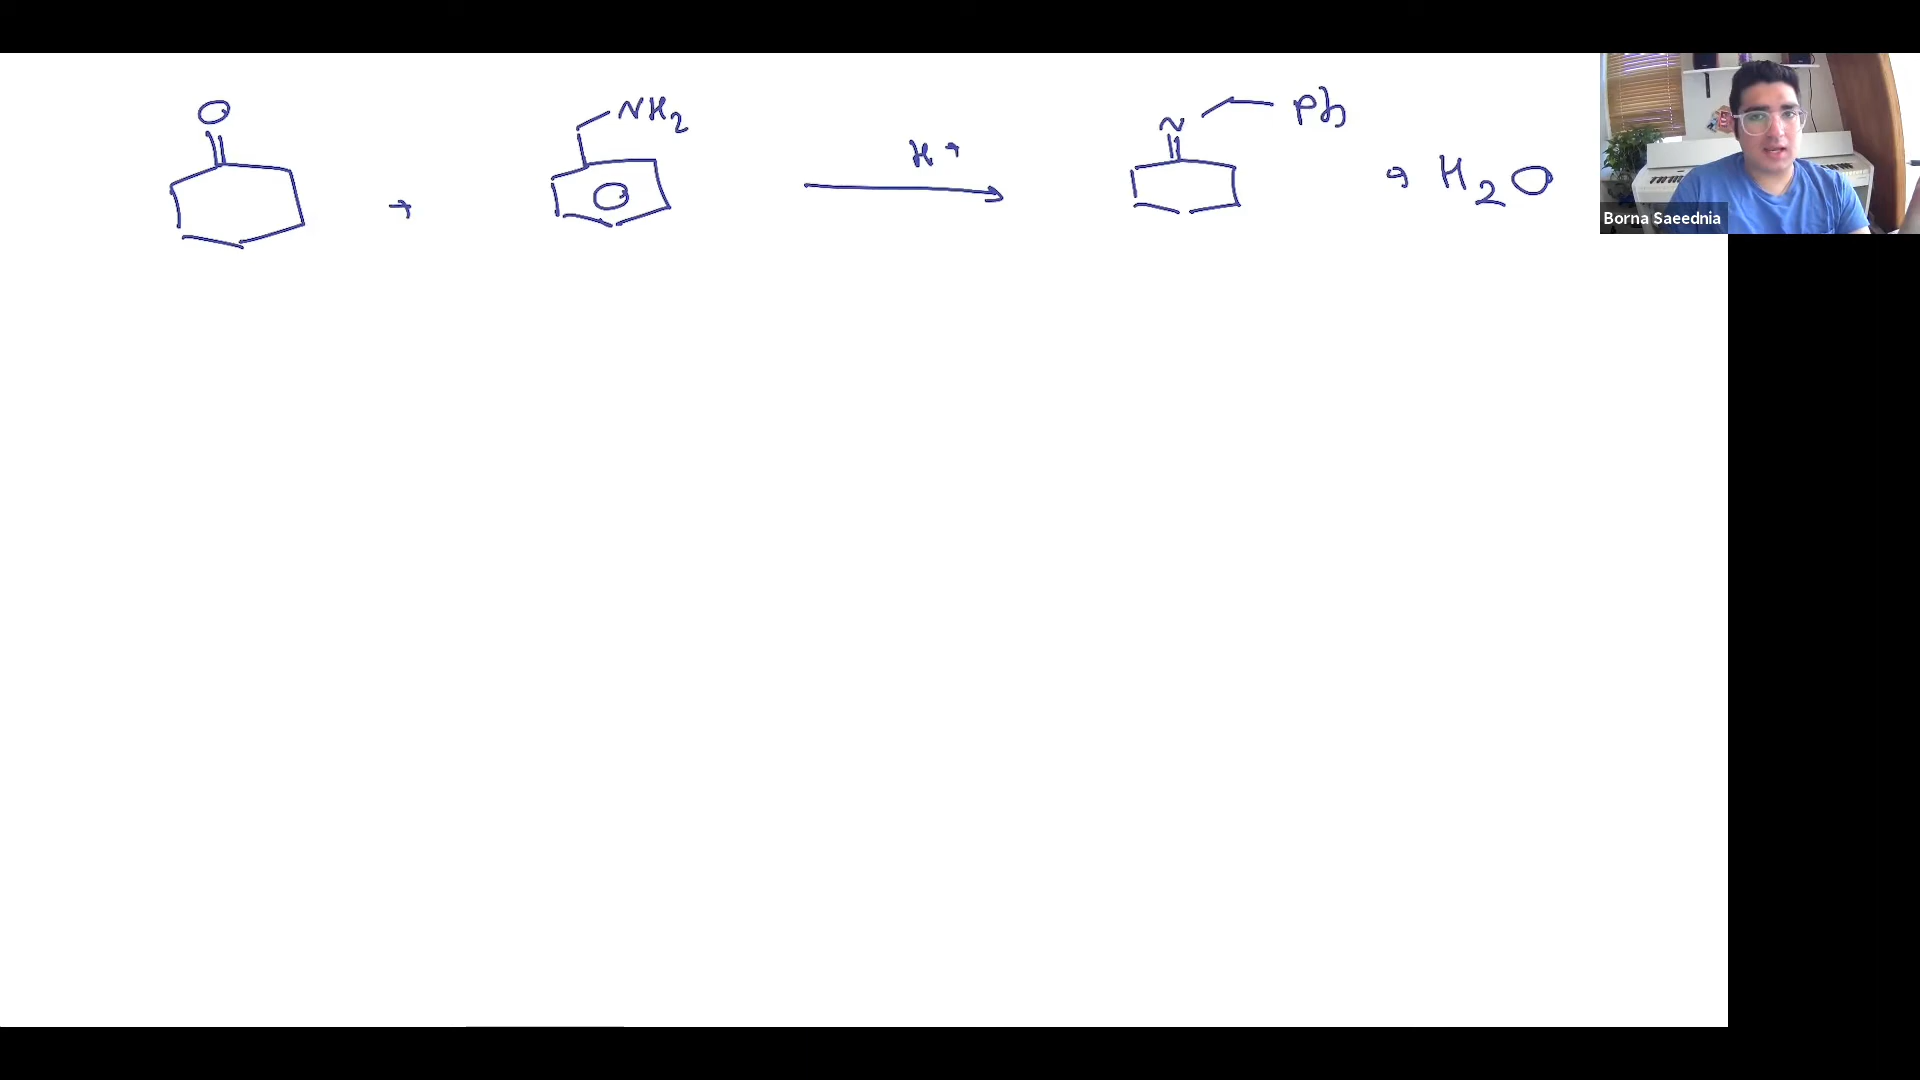 O + NH2 H+ N Ph + H2O
Borna Saeednia